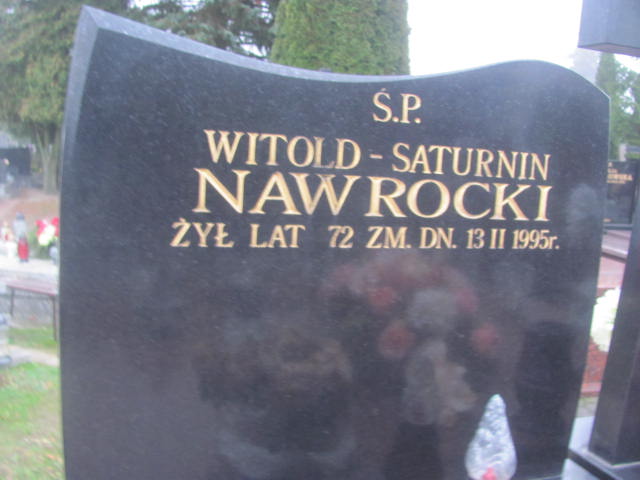 Ś.P.
WITOLD - SATURNIN
NAWROCKI
ŻYŁ LAT 72 ZM. DN. 13 II 1995r.